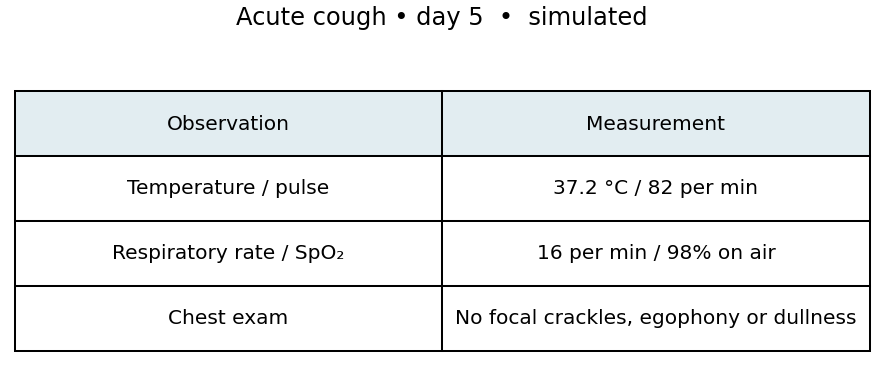 Acute cough • day 5 • simulated
Observation Measurement
Temperature / pulse 37.2 °C / 82 per min
Respiratory rate / SpO₂ 16 per min / 98% on air
Chest exam No focal crackles, egophony or dullness